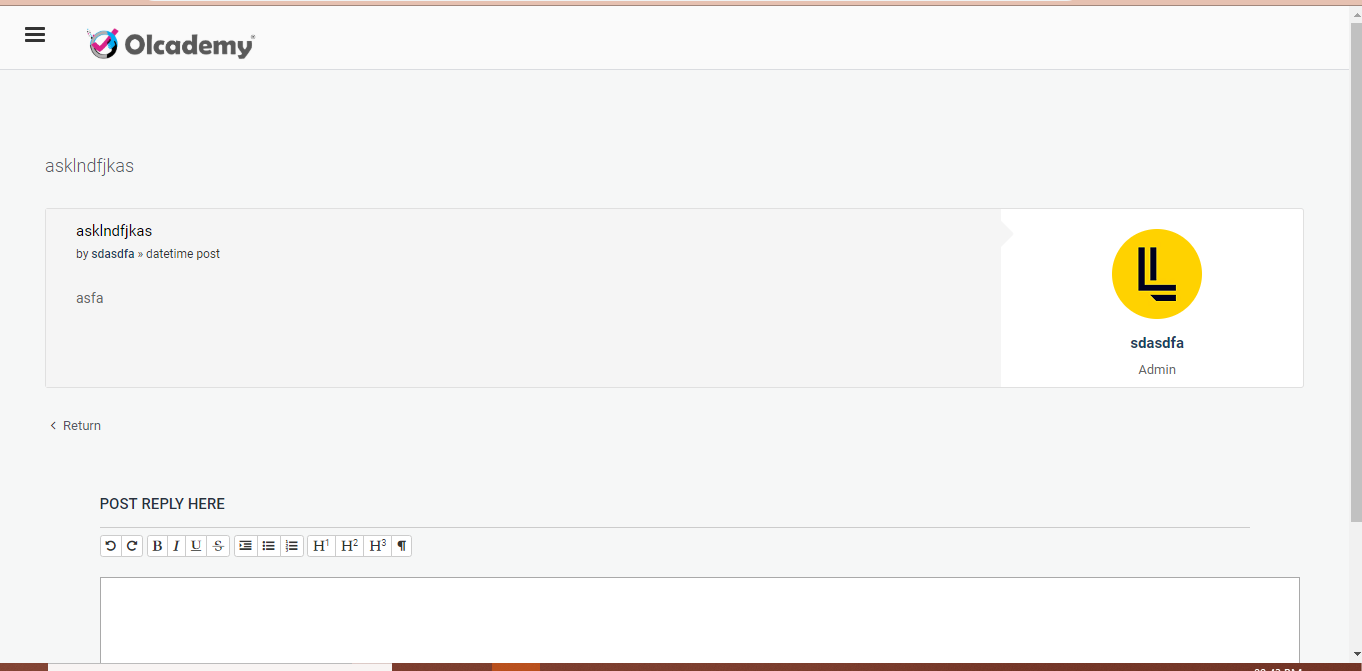 Olcademy
asklndfjkas
asklndfjkas
by sdasdfa » datetime post
asfa
sdasdfa
Admin
Return
POST REPLY HERE
B I U S H1 H2 H3 ¶